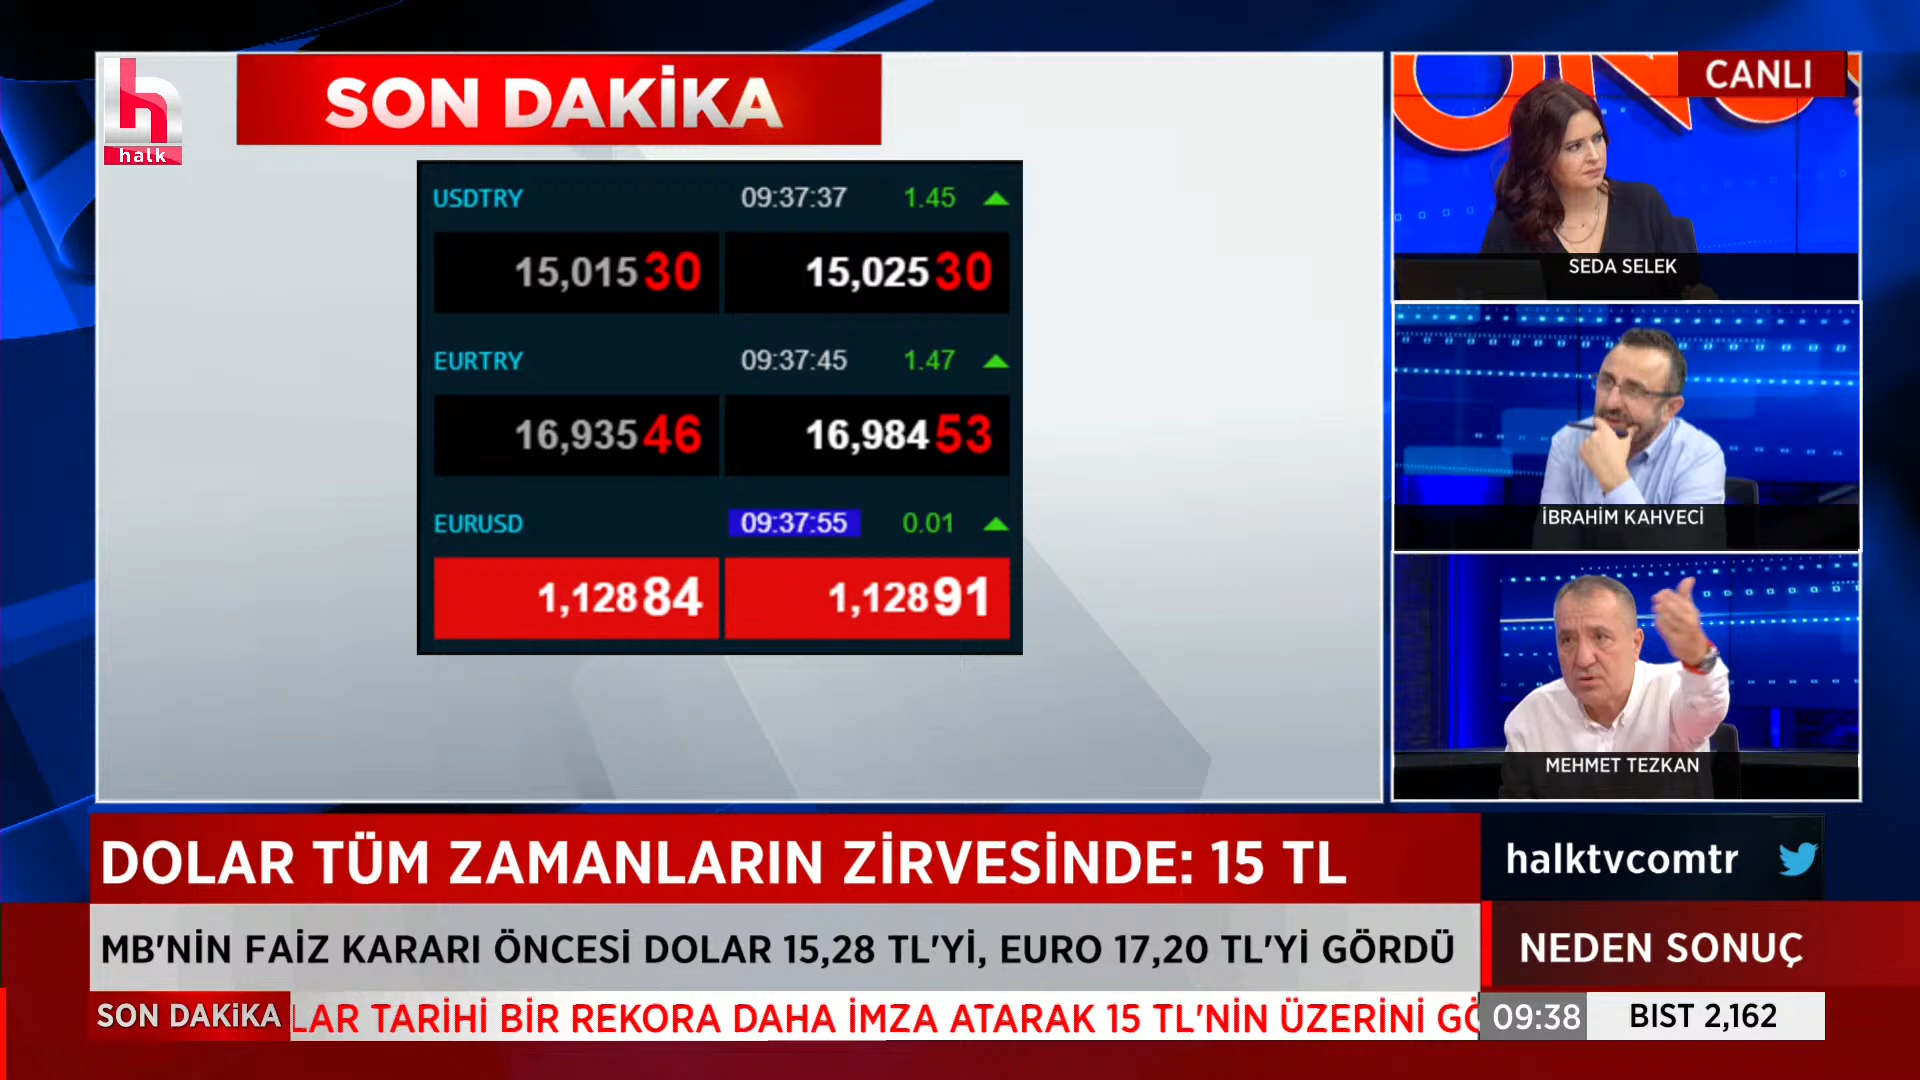 h
halk
SON DAKİKA
USDTRY 09:37:37 1.45
15,01530 15,02530
EURTRY 09:37:45 1.47
16,93546 16,98453
EURUSD 09:37:55 0.01
1,12884 1,12891
CANLI
SEDA SELEK
İBRAHİM KAHVECİ
MEHMET TEZKAN
DOLAR TÜM ZAMANLARIN ZİRVESİNDE: 15 TL
halktvcomtr
MB'NİN FAİZ KARARI ÖNCESİ DOLAR 15,28 TL'Yİ, EURO 17,20 TL'Yİ GÖRDÜ
NEDEN SONUÇ
SON DAKiKA
LAR TARİHİ BİR REKORA DAHA İMZA ATARAK 15 TL'NİN ÜZERİNİ GÖ
09:38 BIST 2,162